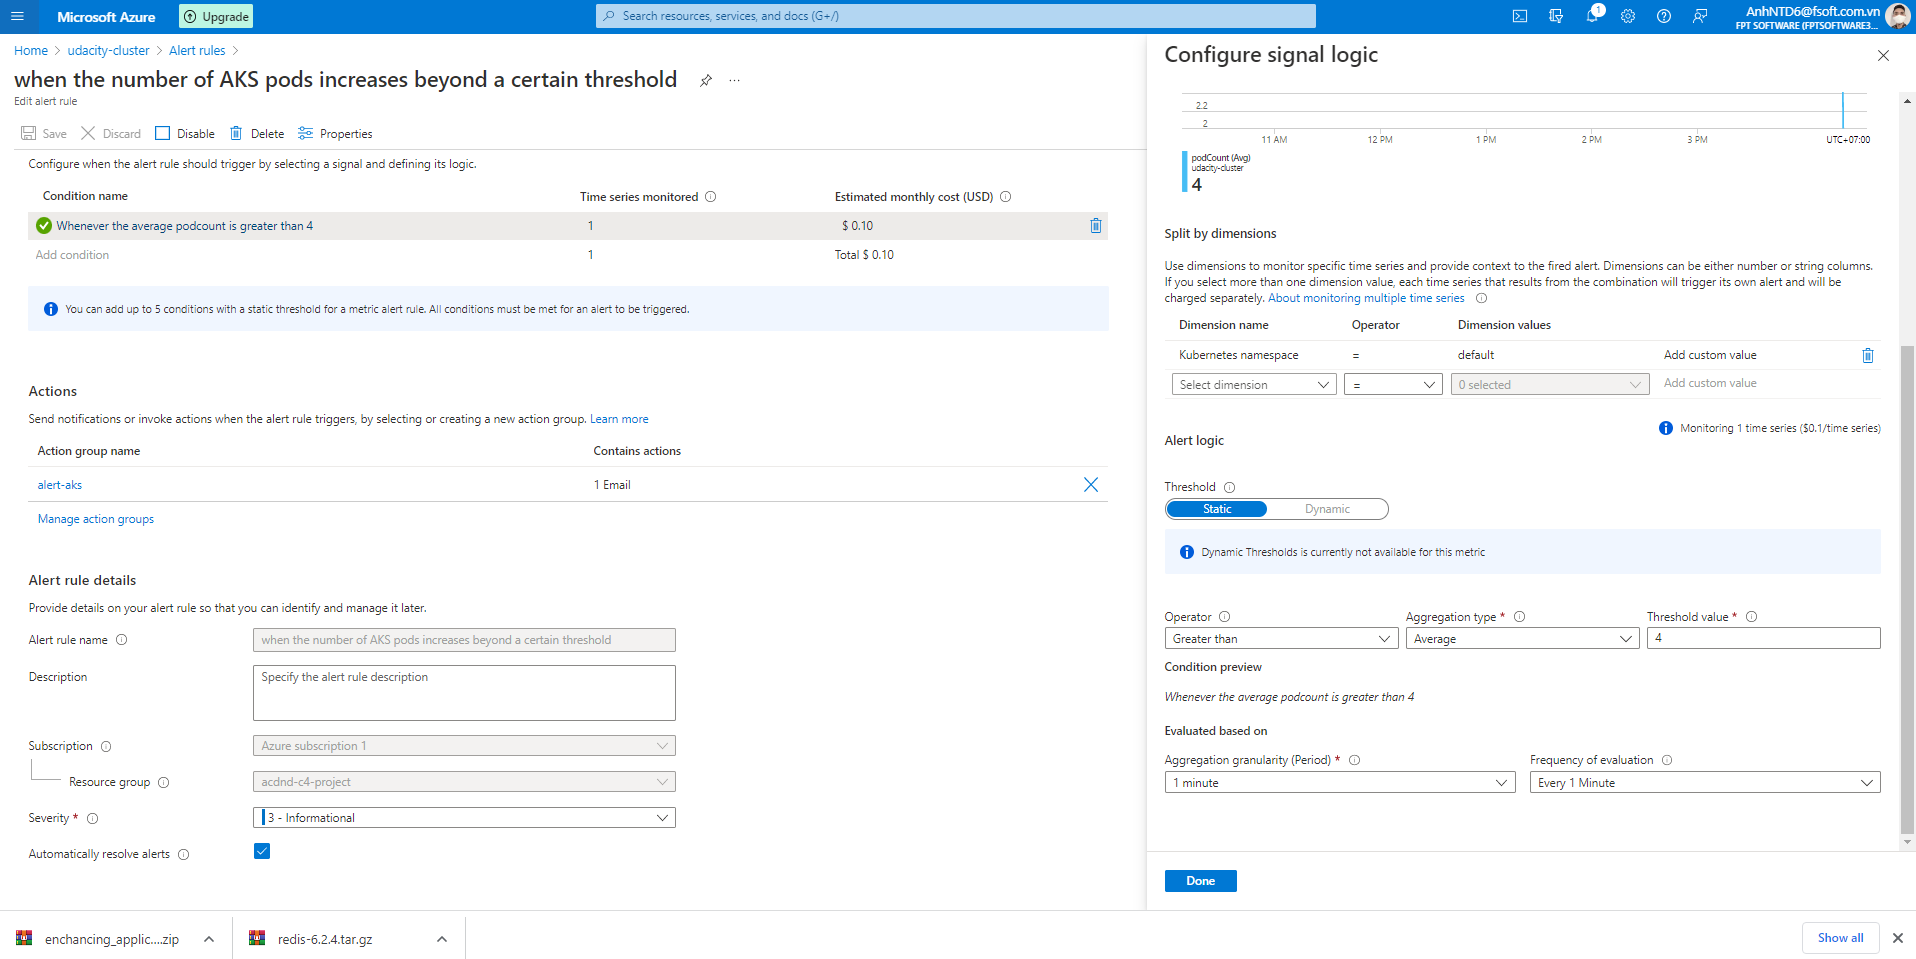 Microsoft Azure
Upgrade
Search resources, services, and docs (G+/)
1
AnhNTD6@fsoft.com.vn
FPT SOFTWARE (FPTSOFTWARE3...
Home > udacity-cluster > Alert rules >
when the number of AKS pods increases beyond a certain threshold
...
Edit alert rule
Save
Discard
Disable
Delete
Properties
Configure when the alert rule should trigger by selecting a signal and defining its logic.
Condition name
Time series monitored
Estimated monthly cost (USD)
Whenever the average podcount is greater than 4
1
$ 0.10
Add condition
1
Total $ 0.10
You can add up to 5 conditions with a static threshold for a metric alert rule. All conditions must be met for an alert to be triggered.
Actions
Send notifications or invoke actions when the alert rule triggers, by selecting or creating a new action group. Learn more
Action group name
Contains actions
alert-aks
1 Email
Manage action groups
Alert rule details
Provide details on your alert rule so that you can identify and manage it later.
Alert rule name
when the number of AKS pods increases beyond a certain threshold
Description
Specify the alert rule description
Subscription
Azure subscription 1
Resource group
acdnd-c4-project
Severity *
3 - Informational
Automatically resolve alerts
Configure signal logic
2.2
2
11 AM
12 PM
1 PM
2 PM
3 PM
UTC+07:00
podCount (Avg)
udacity-cluster
4
Split by dimensions
Use dimensions to monitor specific time series and provide context to the fired alert. Dimensions can be either number or string columns.
If you select more than one dimension value, each time series that results from the combination will trigger its own alert and will be
charged separately. About monitoring multiple time series
Dimension name
Operator
Dimension values
Kubernetes namespace
=
default
Add custom value
Select dimension
=
0 selected
Add custom value
Monitoring 1 time series ($0.1/time series)
Alert logic
Threshold
Static
Dynamic
Dynamic Thresholds is currently not available for this metric
Operator
Aggregation type *
Threshold value *
Greater than
Average
4
Condition preview
Whenever the average podcount is greater than 4
Evaluated based on
Aggregation granularity (Period) *
Frequency of evaluation
1 minute
Every 1 Minute
Done
enchancing_applic....zip
redis-6.2.4.tar.gz
Show all